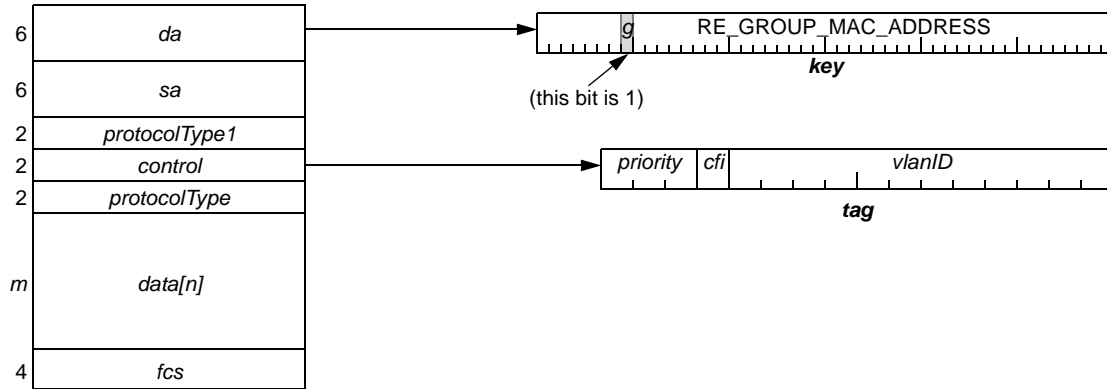 6 da g RE_GROUP_MAC_ADDRESS
key
(this bit is 1)
6 sa
2 protocolType1
2 control priority cfi vlanID
tag
2 protocolType
m data[n]
4 fcs